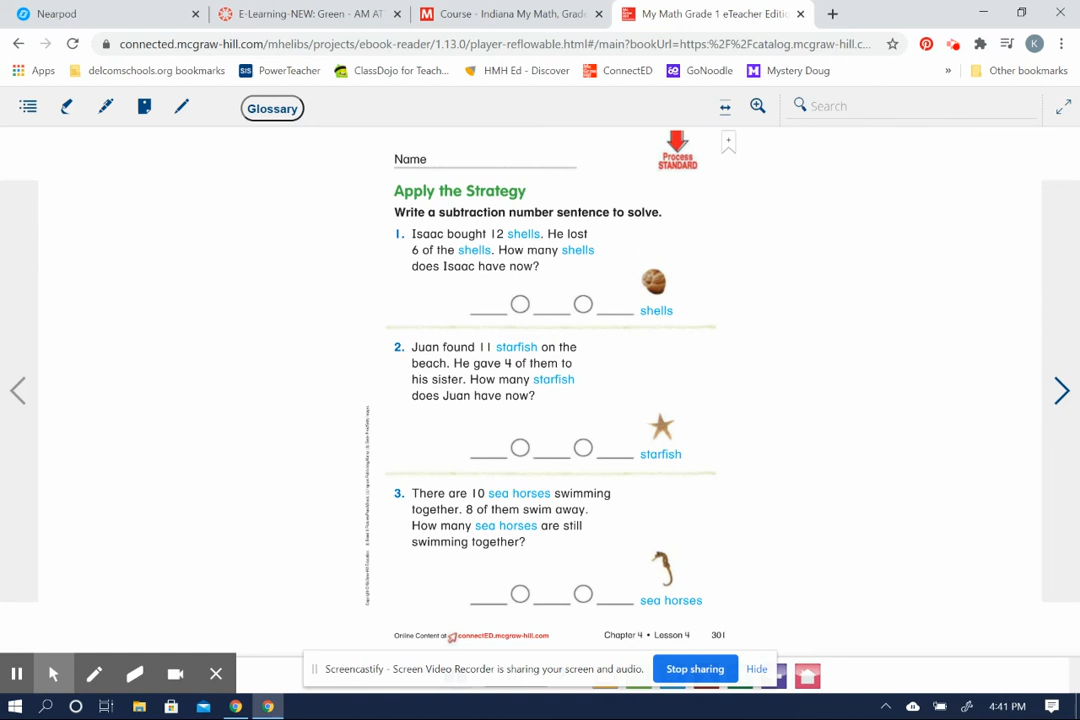 Nearpod
E-Learning-NEW: Green - AM AT
Course - Indiana My Math, Grade
My Math Grade 1 eTeacher Editi
connected.mcgraw-hill.com/mhelibs/projects/ebook-reader/1.13.0/player-reflowable.html#/main?bookUrl=https:%2F%2Fcatalog.mcgraw-hill.c...
K
Apps
delcomschools.org bookmarks
SIS PowerTeacher
ClassDojo for Teach...
HMH Ed - Discover
ConnectED
GoNoodle
Mystery Doug
»
Other bookmarks
Glossary
Search
Name
Process
STANDARD
Apply the Strategy
Write a subtraction number sentence to solve.
1. Isaac bought 12 shells. He lost
6 of the shells. How many shells
does Isaac have now?
shells
2. Juan found 11 starfish on the
beach. He gave 4 of them to
his sister. How many starfish
does Juan have now?
starfish
3. There are 10 sea horses swimming
together. 8 of them swim away.
How many sea horses are still
swimming together?
sea horses
Online Content at connectED.mcgraw-hill.com
Chapter 4 • Lesson 4 301
Screencastify - Screen Video Recorder is sharing your screen and audio.
Stop sharing
Hide
4:41 PM